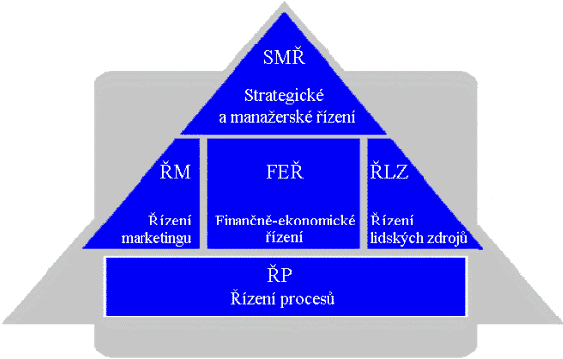 SMŘ
Strategické
a manažerské řízení
ŘM
Řízení
marketingu
FEŘ
Finančně-ekonomické
řízení
ŘLZ
Řízení
lidských zdrojů
ŘP
Řízení procesů